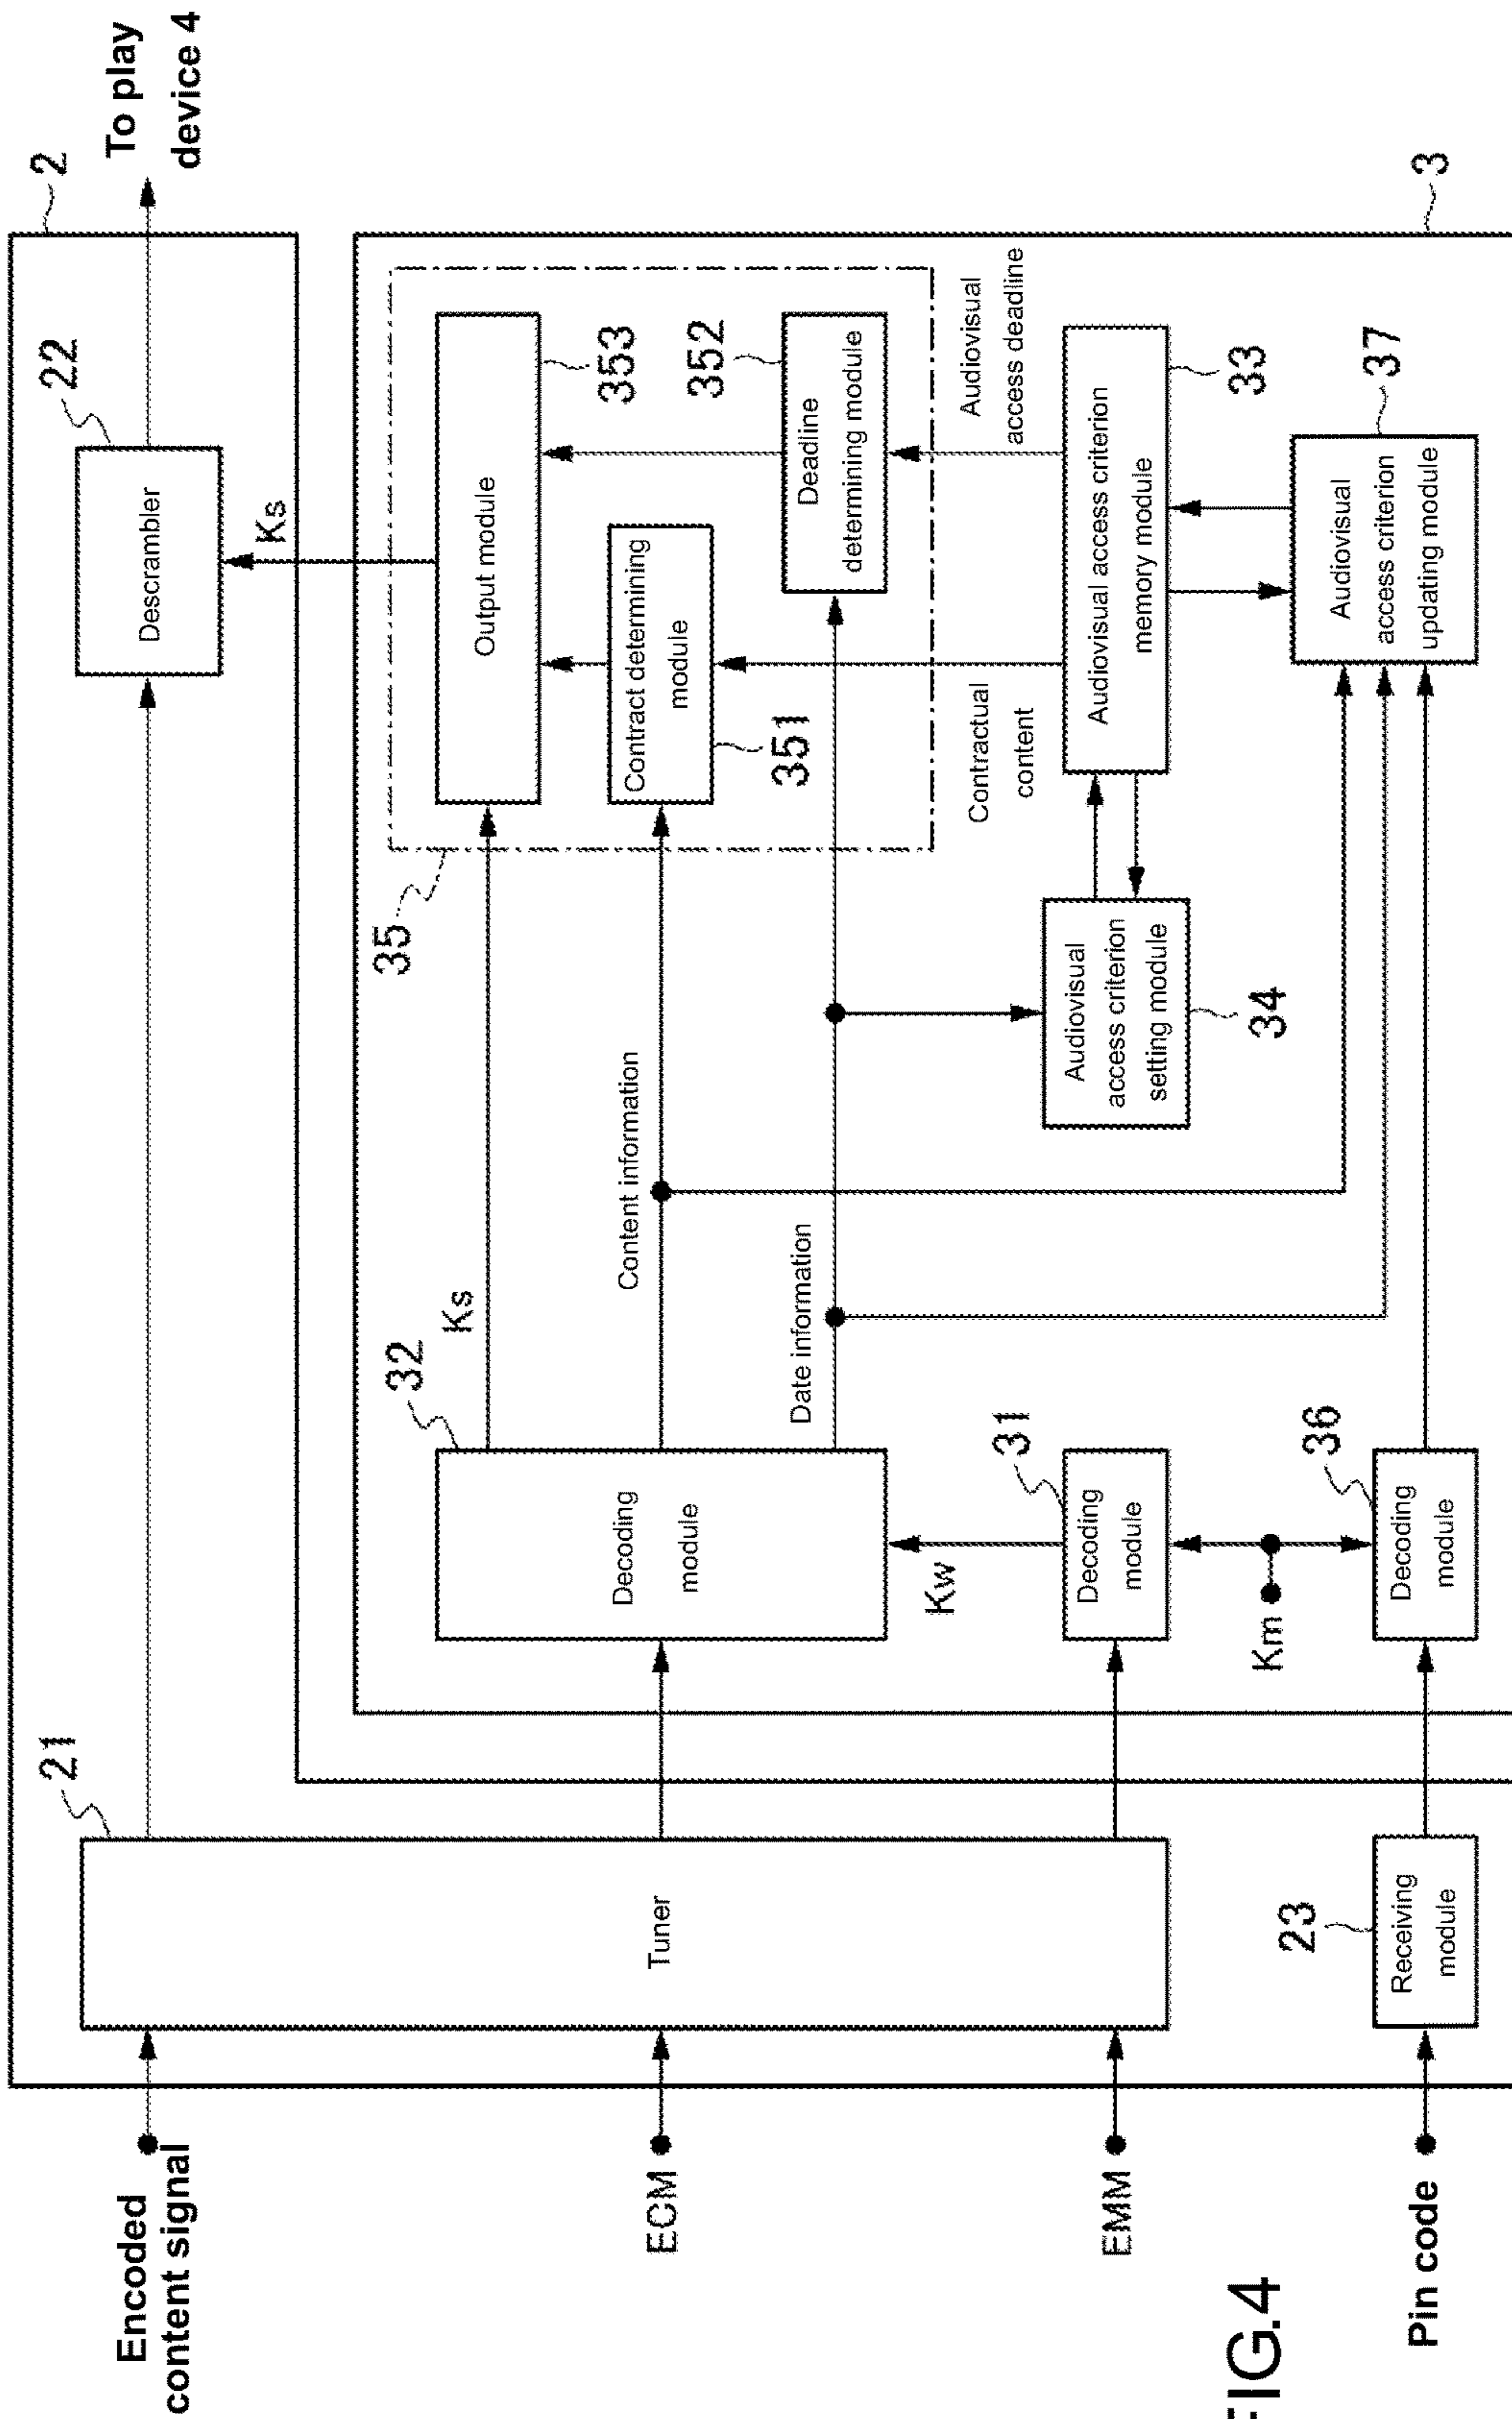 Encoded
content signal
ECM
EMM
Pin code
FIG.4
21
Tuner
23
Receiving
module
32
Decoding
module
Kw
31
Decoding
module
Km
36
Decoding
module
Ks
Content information
Date information
35
34
Audiovisual
access criterion
setting module
22
Descrambler
Ks
Output module
353
Contract determining
module
351
352
Deadline
determining module
Contractual
content
Audiovisual
access deadline
Audiovisual access criterion
memory module
33
37
Audiovisual
access criterion
updating module
2
3
To play
device 4